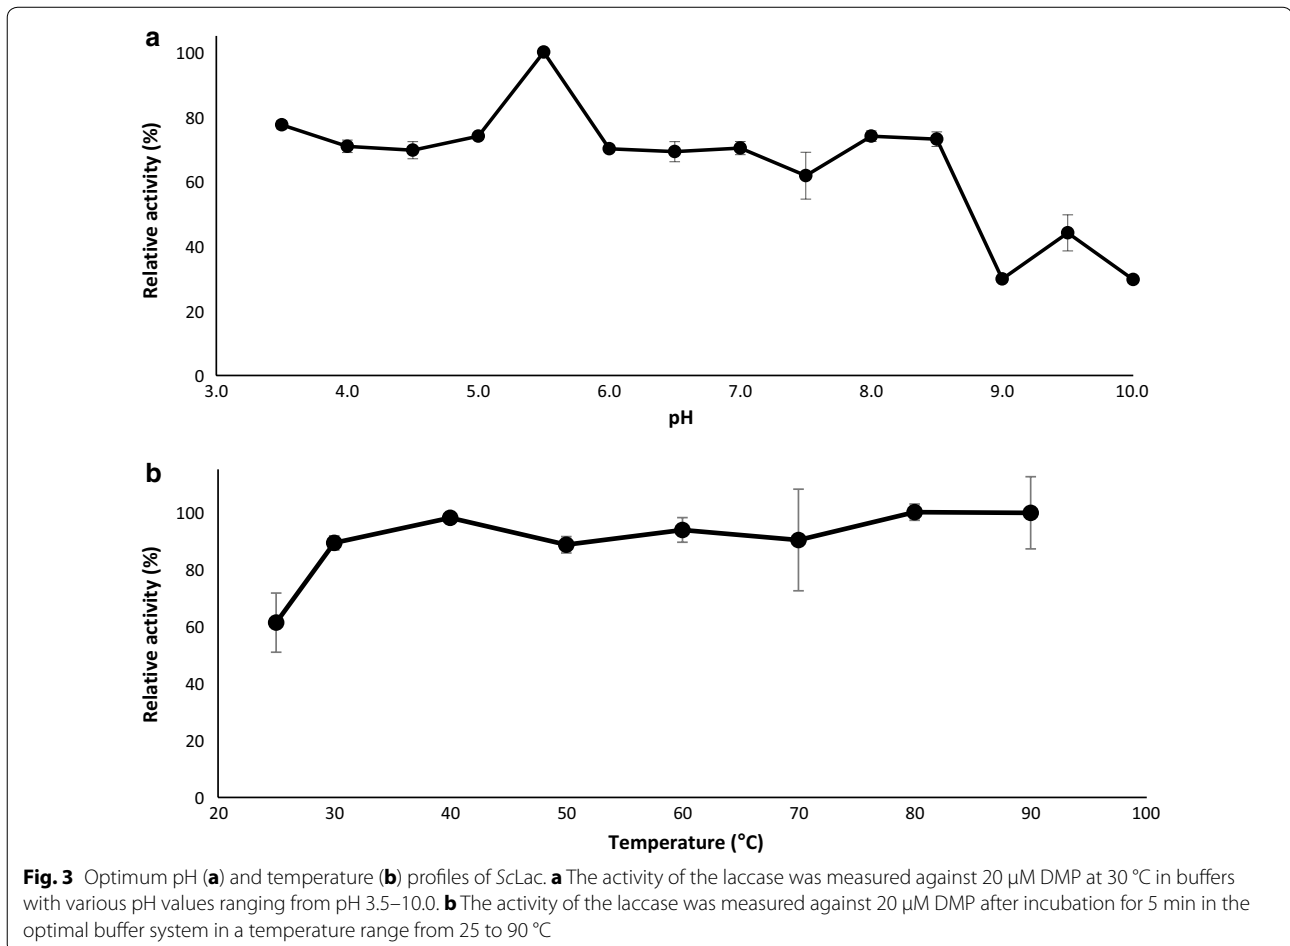 a
100
80
60
40
20
0
Relative activity (%)
3.0 4.0 5.0 6.0 7.0 8.0 9.0 10.0
pH
b
100
80
60
40
20
0
Relative activity (%)
20 30 40 50 60 70 80 90 100
Temperature (°C)
Fig. 3 Optimum pH (a) and temperature (b) profiles of ScLac. a The activity of the laccase was measured against 20 µM DMP at 30 °C in buffers
with various pH values ranging from pH 3.5–10.0. b The activity of the laccase was measured against 20 µM DMP after incubation for 5 min in the
optimal buffer system in a temperature range from 25 to 90 °C